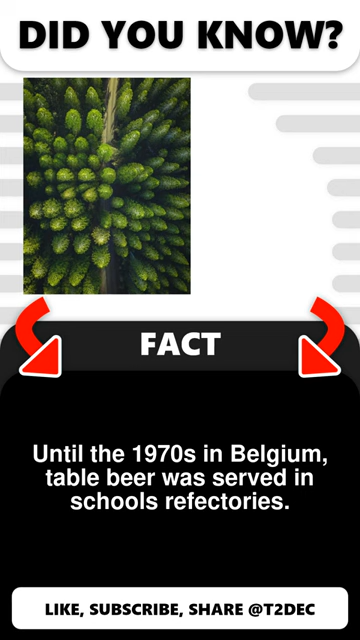 DID YOU KNOW?
FACT
Until the 1970s in Belgium,
table beer was served in
schools refectories.
LIKE, SUBSCRIBE, SHARE @T2DEC